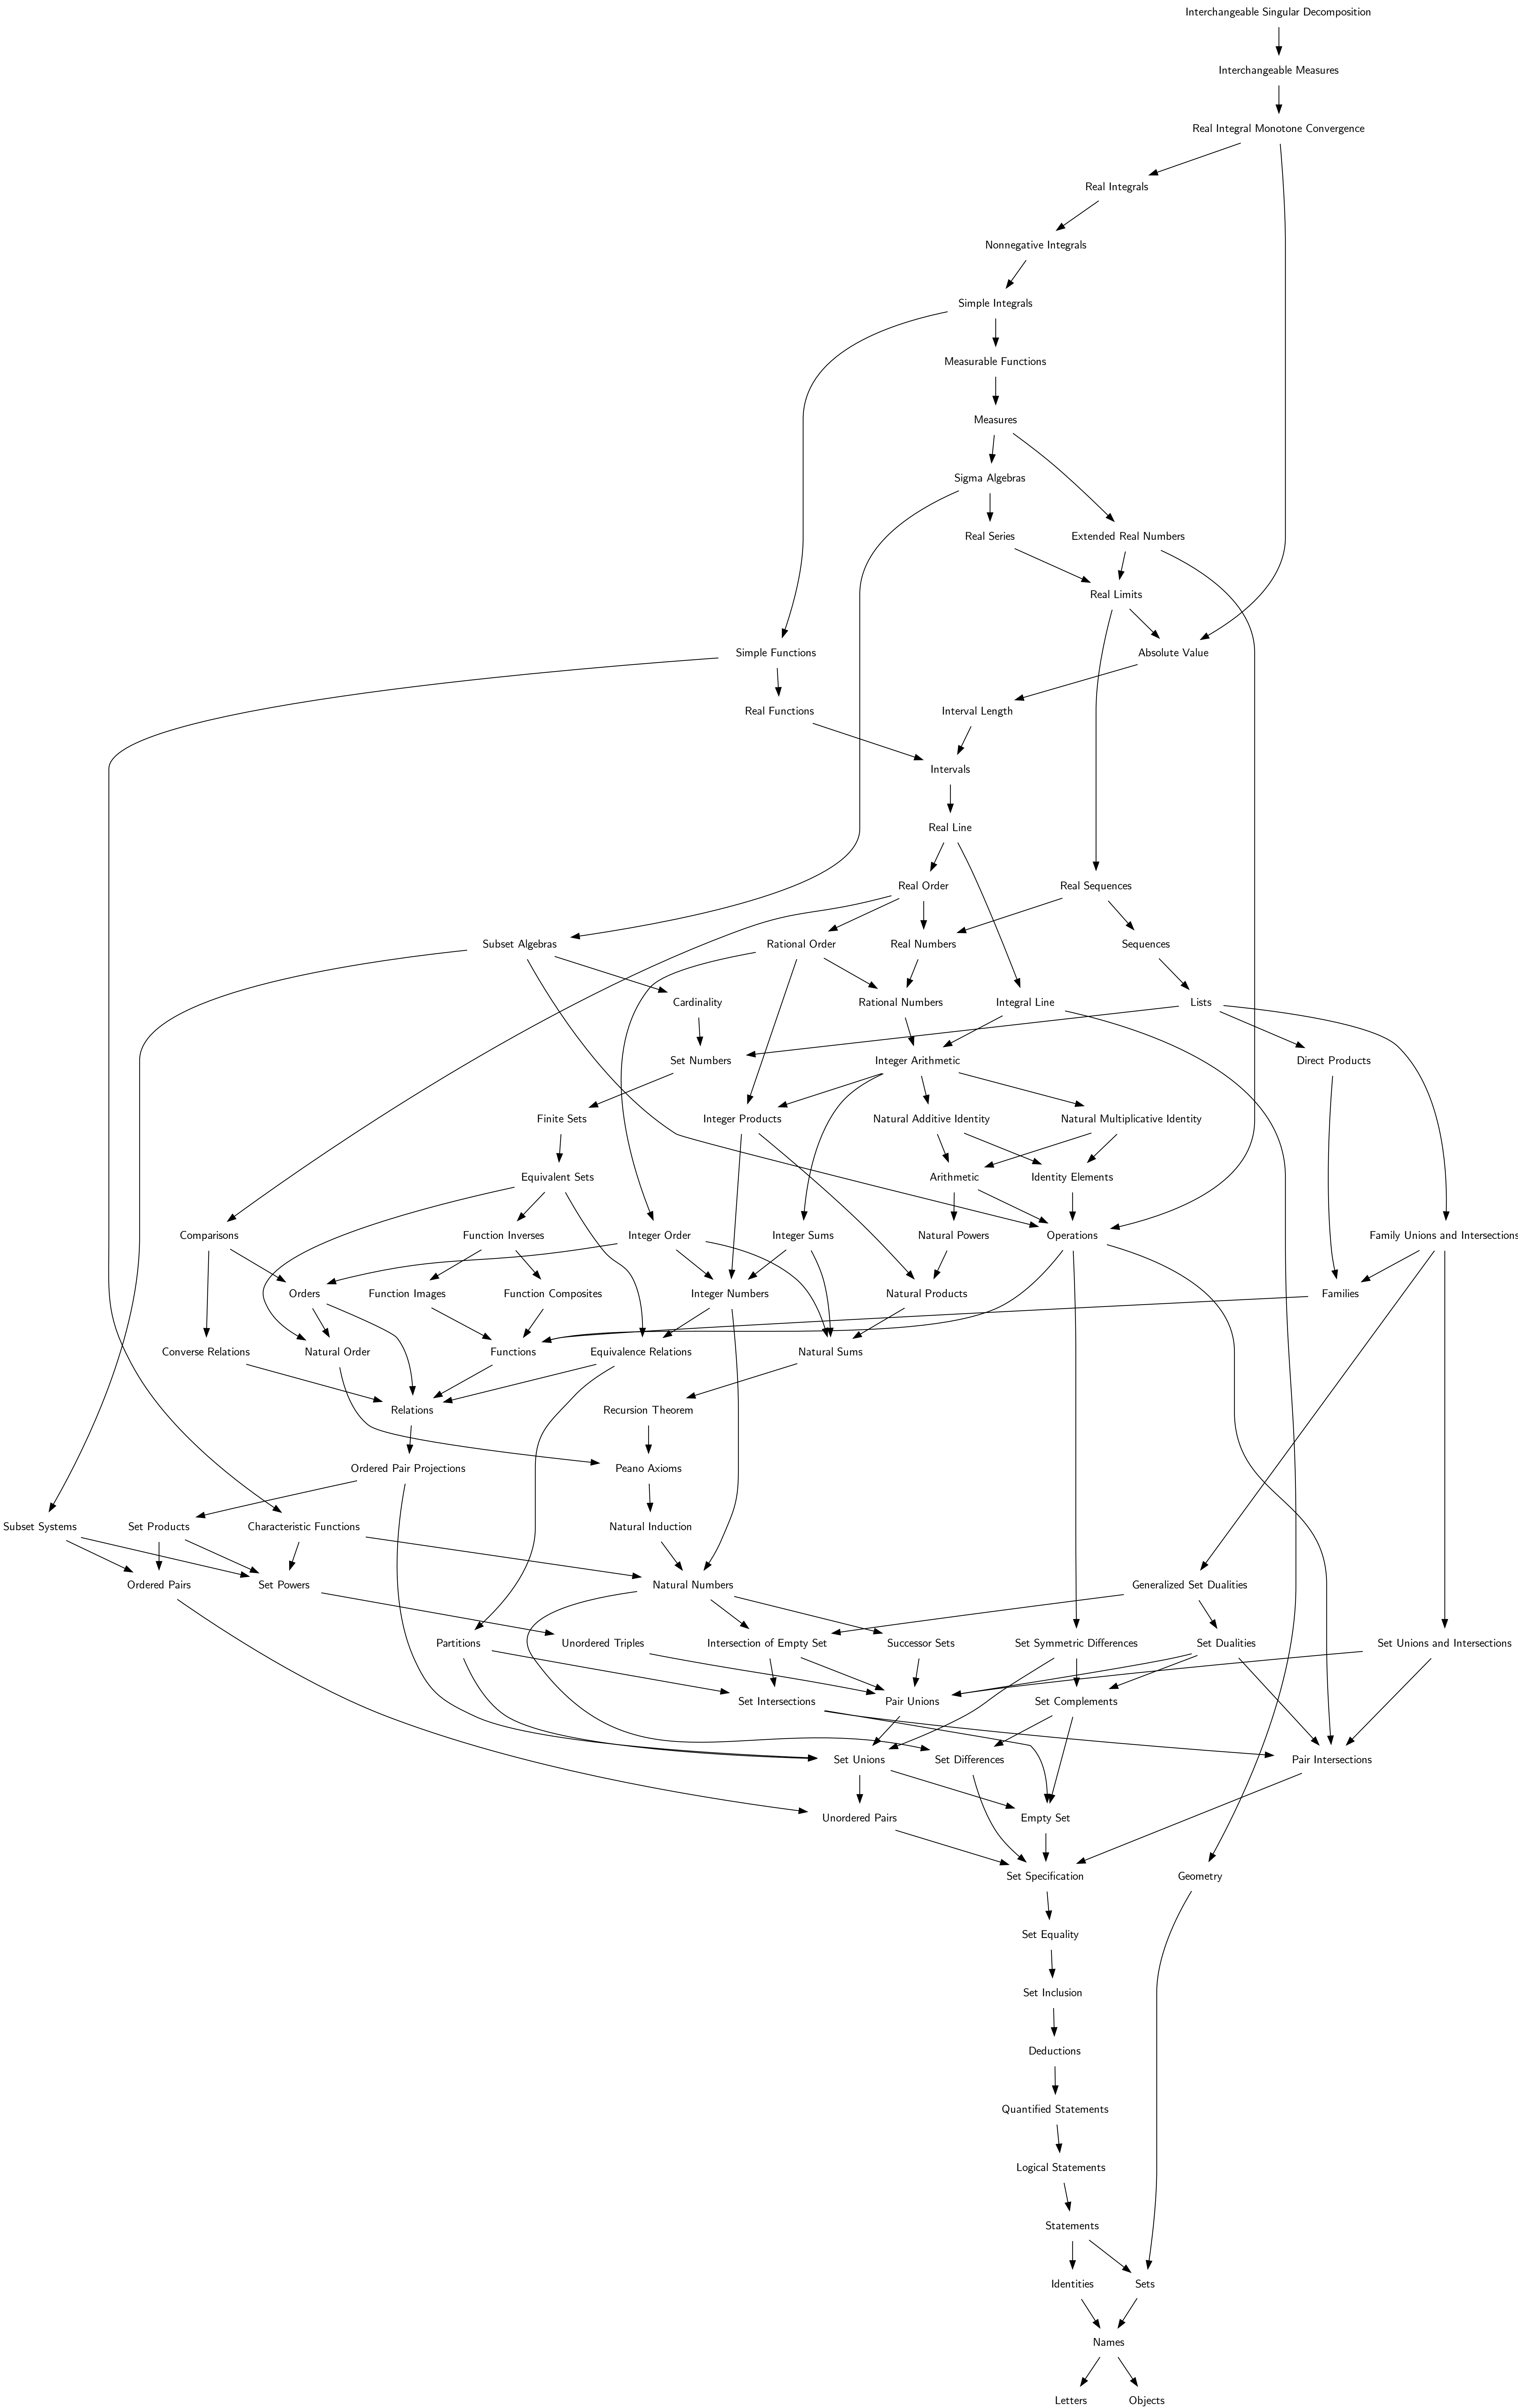 Interchangeable Singular Decomposition
Interchangeable Measures
Real Integral Monotone Convergence
Real Integrals
Nonnegative Integrals
Simple Integrals
Measurable Functions
Measures
Sigma Algebras
Real Series
Extended Real Numbers
Real Limits
Simple Functions
Absolute Value
Real Functions
Interval Length
Intervals
Real Line
Real Order
Real Sequences
Subset Algebras
Rational Order
Real Numbers
Sequences
Cardinality
Rational Numbers
Integral Line
Lists
Set Numbers
Integer Arithmetic
Direct Products
Finite Sets
Integer Products
Natural Additive Identity
Natural Multiplicative Identity
Equivalent Sets
Arithmetic
Identity Elements
Comparisons
Function Inverses
Integer Order
Integer Sums
Natural Powers
Operations
Family Unions and Intersections
Orders
Function Images
Function Composites
Integer Numbers
Natural Products
Families
Converse Relations
Natural Order
Functions
Equivalence Relations
Natural Sums
Relations
Recursion Theorem
Ordered Pair Projections
Peano Axioms
Subset Systems
Set Products
Characteristic Functions
Natural Induction
Ordered Pairs
Set Powers
Natural Numbers
Generalized Set Dualities
Partitions
Unordered Triples
Intersection of Empty Set
Successor Sets
Set Symmetric Differences
Set Dualities
Set Unions and Intersections
Set Intersections
Pair Unions
Set Complements
Set Unions
Set Differences
Pair Intersections
Unordered Pairs
Empty Set
Set Specification
Geometry
Set Equality
Set Inclusion
Deductions
Quantified Statements
Logical Statements
Statements
Identities
Sets
Names
Letters
Objects